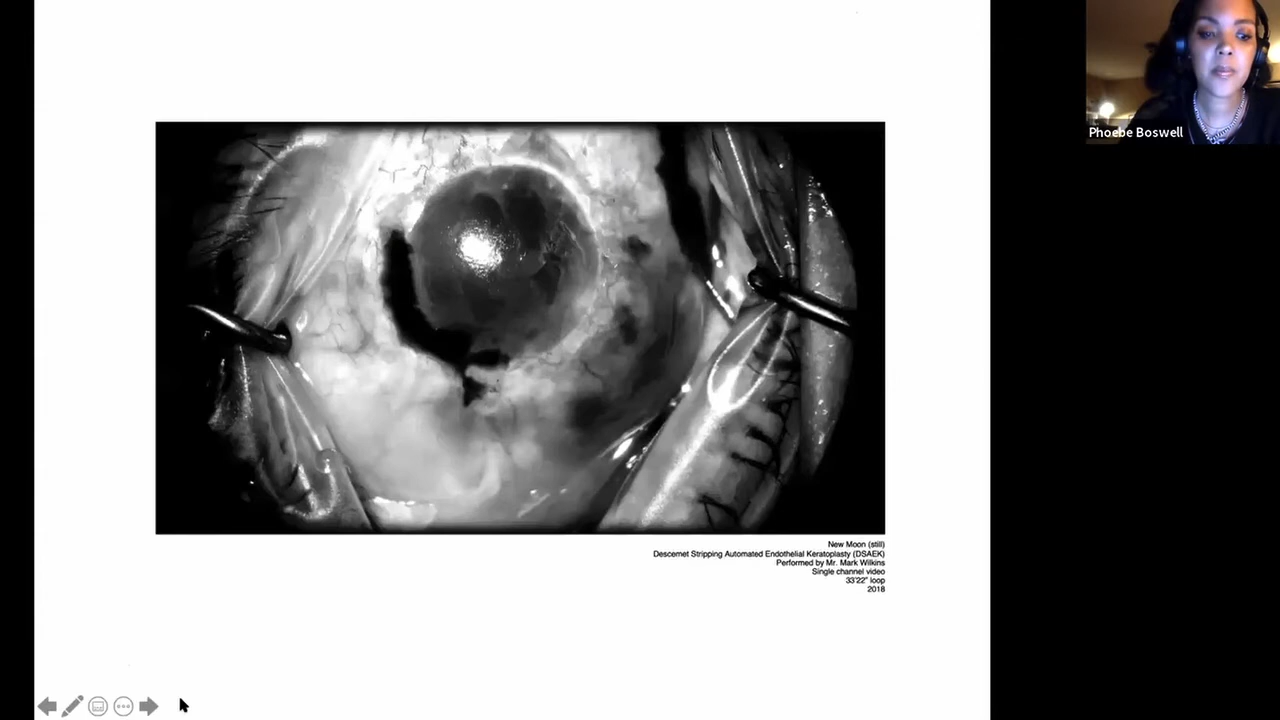 Phoebe Boswell
New Moon (still)
Descemet Stripping Automated Endothelial Keratoplasty (DSAEK)
Performed by Mr. Mark Wilkins
Single channel video
33'22" loop
2018